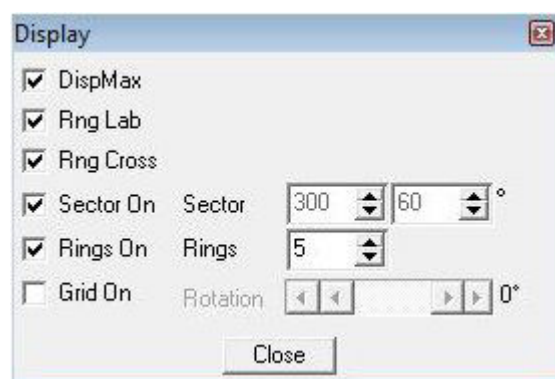 Display
DispMax
Rng Lab
Rng Cross
Sector On Sector 300 60 °
Rings On Rings 5
Grid On Rotation 0°
Close